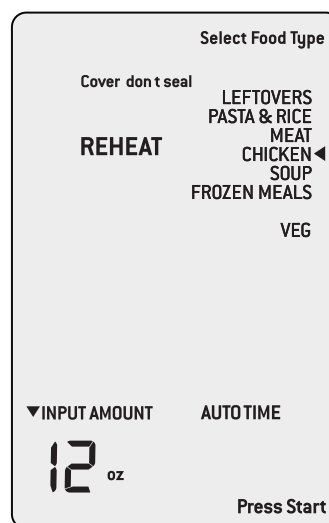 Select Food Type
Cover don t seal
LEFTOVERS
PASTA & RICE
MEAT
REHEAT
CHICKEN◀
SOUP
FROZEN MEALS
VEG
▼INPUT AMOUNT AUTO TIME
12 oz
Press Start